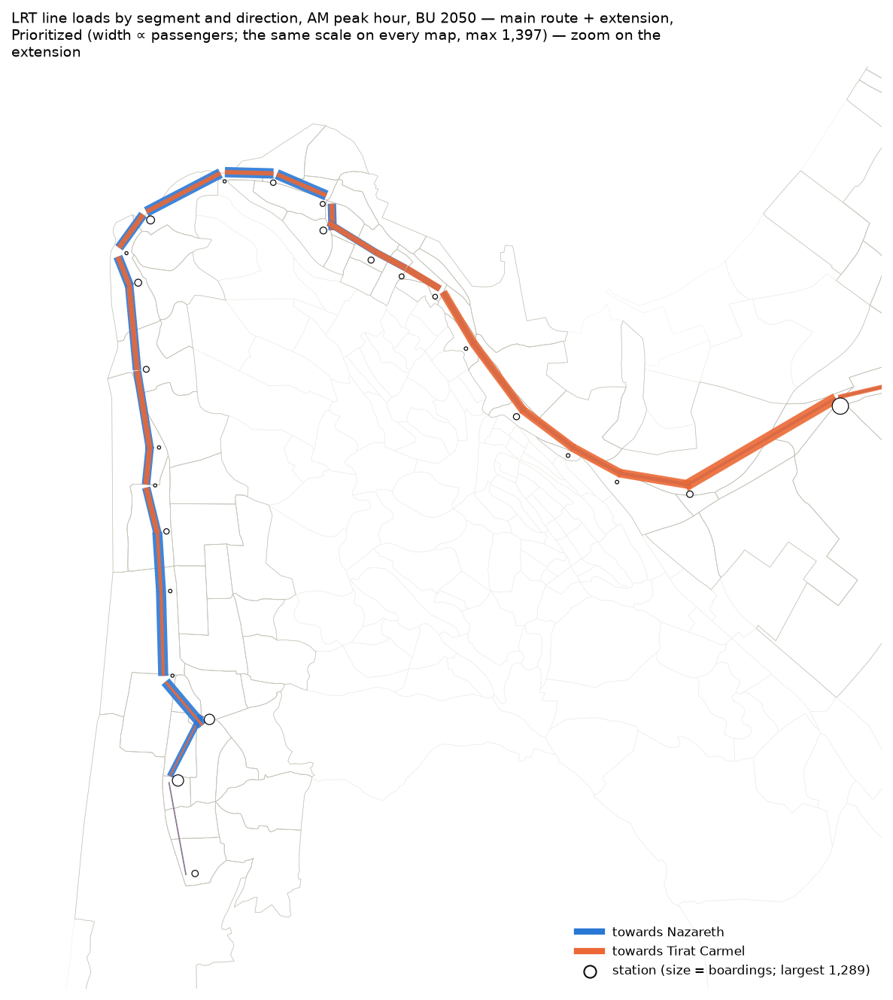 LRT line loads by segment and direction, AM peak hour, BU 2050 — main route + extension,
Prioritized (width ∝ passengers; the same scale on every map, max 1,397) — zoom on the
extension
towards Nazareth
towards Tirat Carmel
station (size = boardings; largest 1,289)